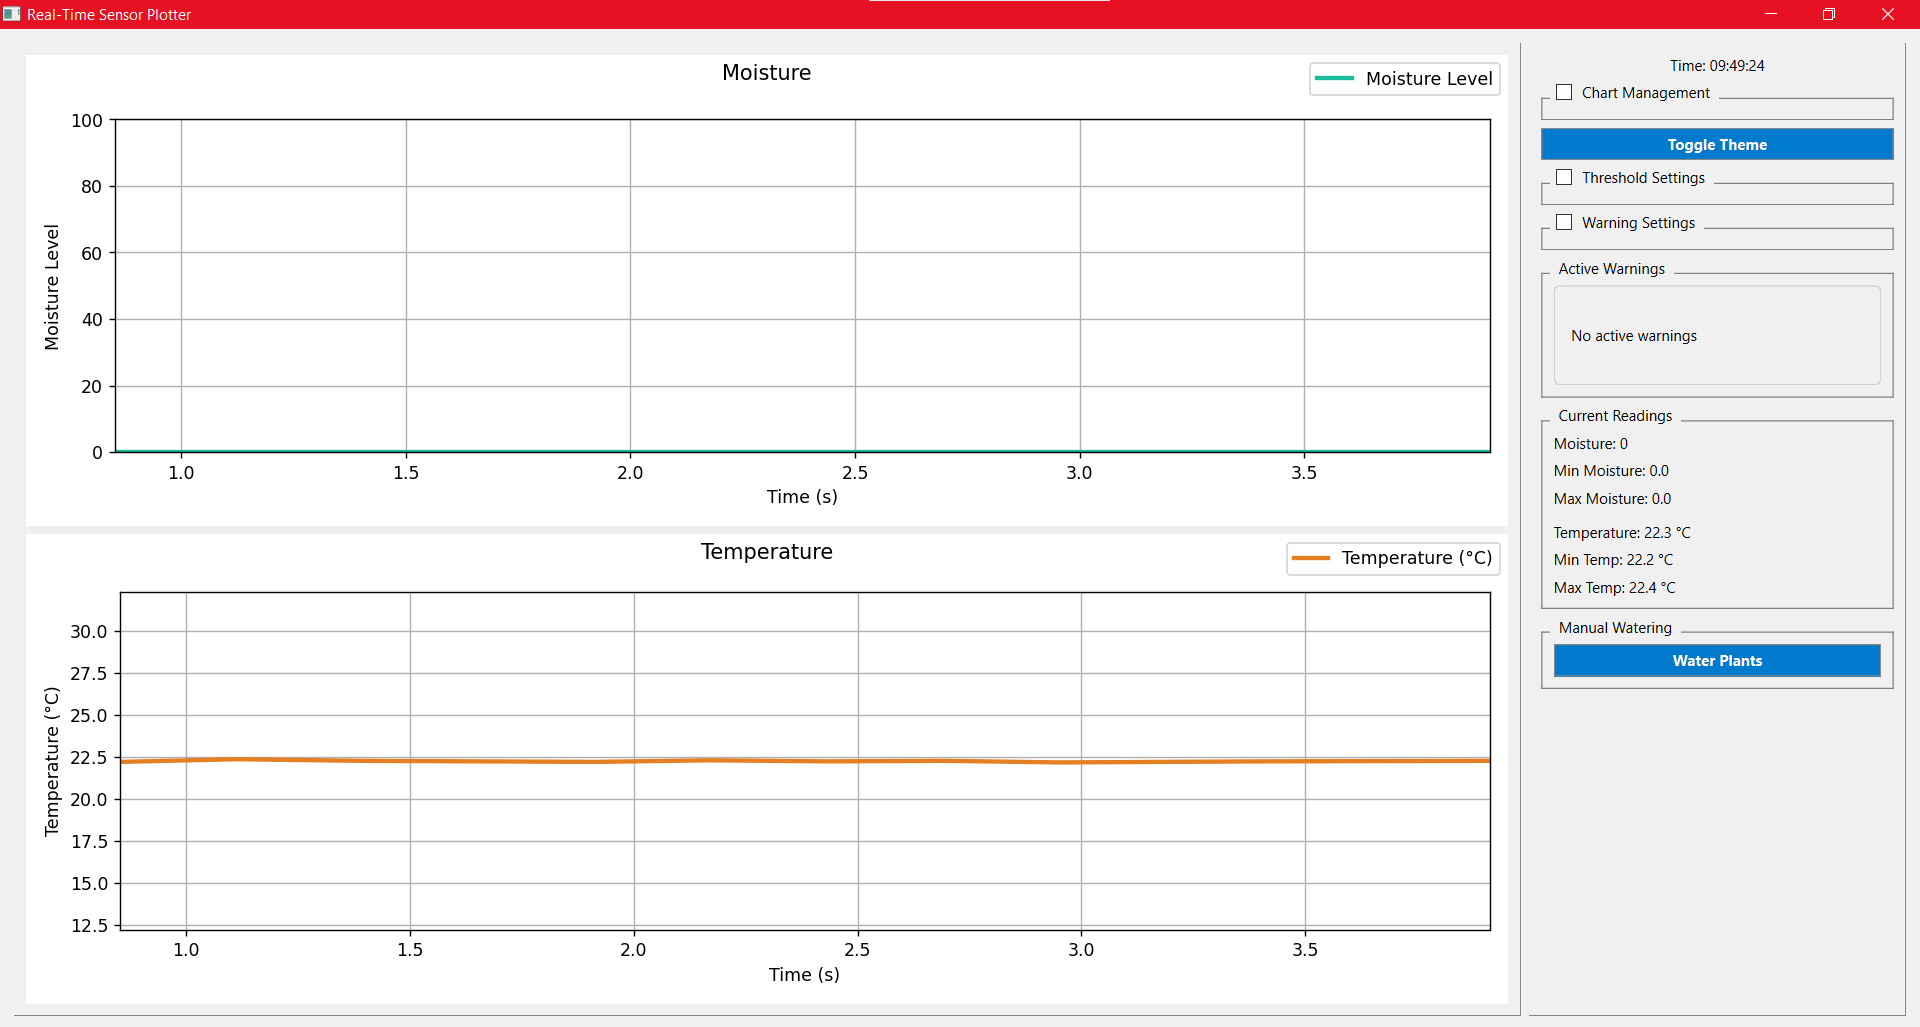 Real-Time Sensor Plotter
Moisture
Moisture Level
100
80
60
40
20
0
Moisture Level
1.0 1.5 2.0 2.5 3.0 3.5
Time (s)
Temperature
Temperature (°C)
30.0
27.5
25.0
22.5
20.0
17.5
15.0
12.5
Temperature (°C)
1.0 1.5 2.0 2.5 3.0 3.5
Time (s)
Time: 09:49:24
Chart Management
Toggle Theme
Threshold Settings
Warning Settings
Active Warnings
No active warnings
Current Readings
Moisture: 0
Min Moisture: 0.0
Max Moisture: 0.0
Temperature: 22.3 °C
Min Temp: 22.2 °C
Max Temp: 22.4 °C
Manual Watering
Water Plants